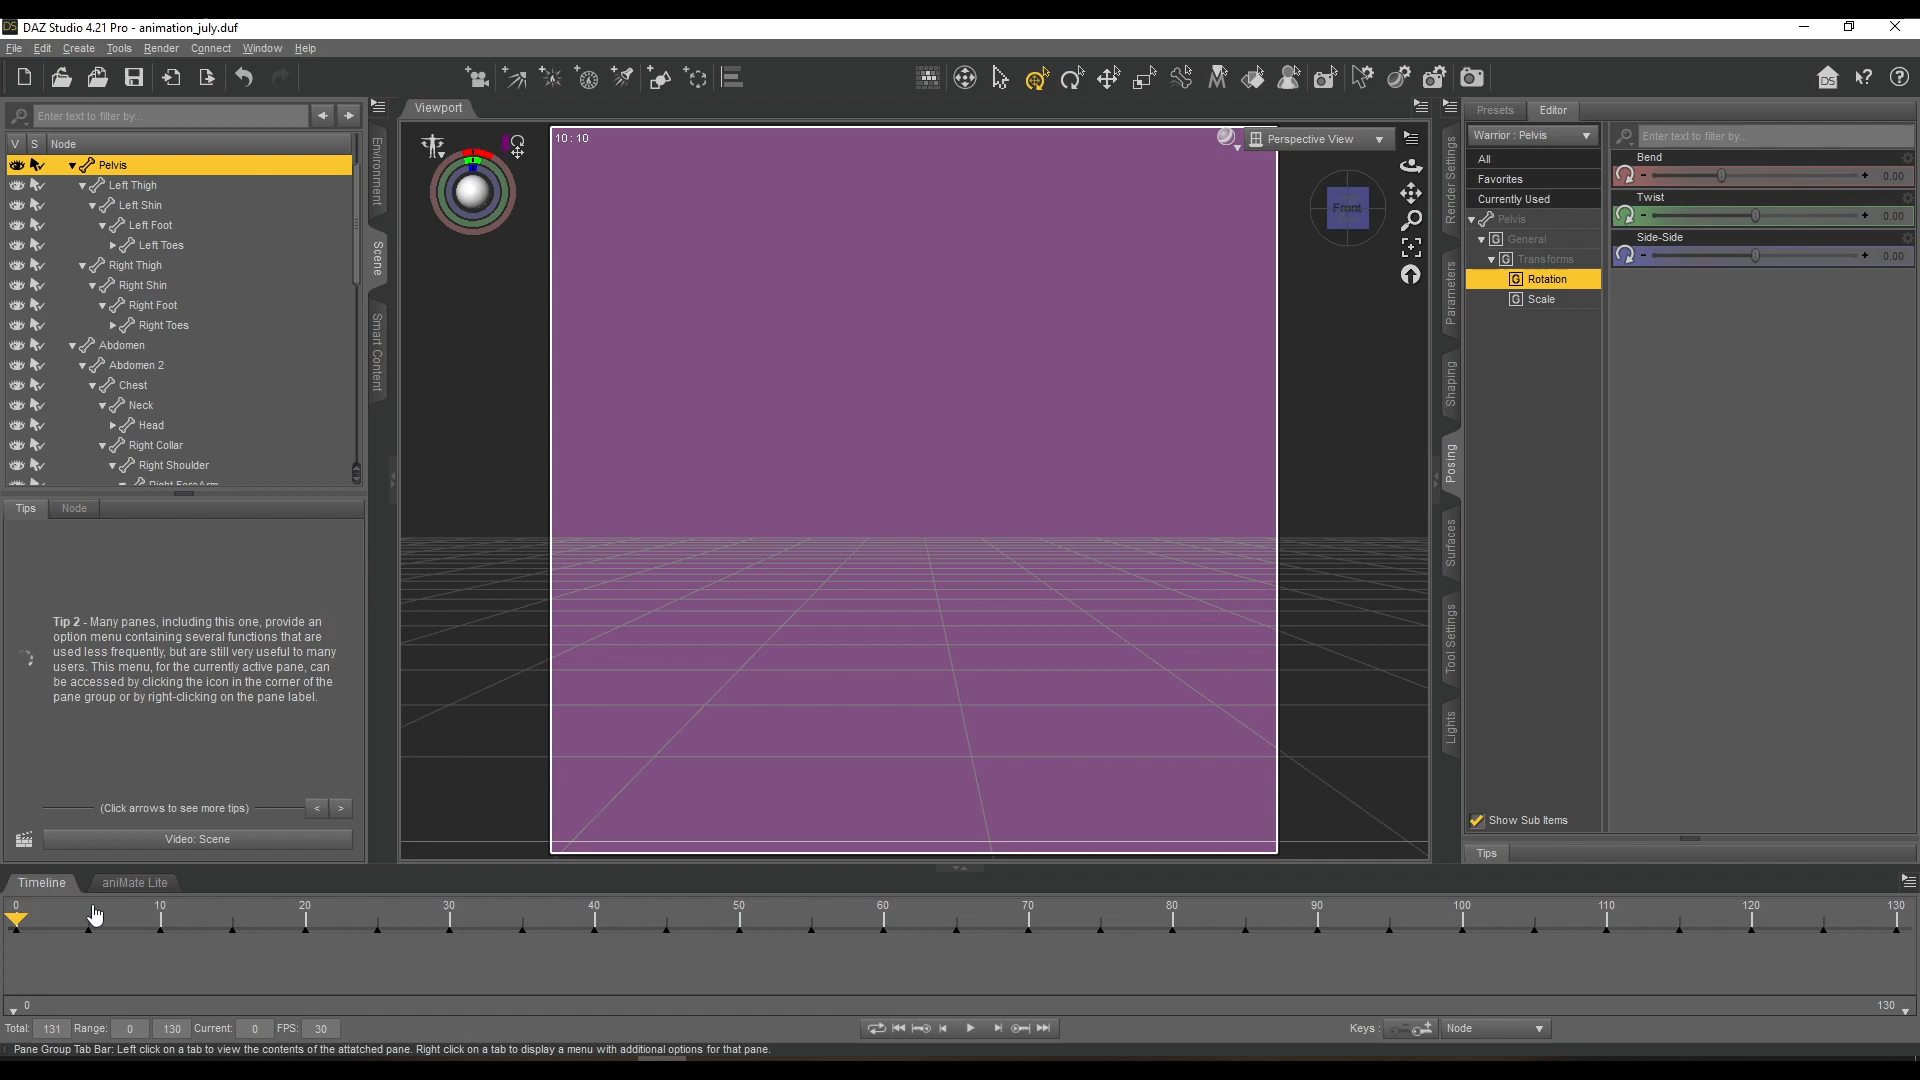 DAZ Studio 4.21 Pro - animation_july.duf
File Edit Create Tools Render Connect Window Help
Enter text to filter by...
V S Node
Pelvis
Left Thigh
Left Shin
Left Foot
Left Toes
Right Thigh
Right Shin
Right Foot
Right Toes
Abdomen
Abdomen 2
Chest
Neck
Head
Right Collar
Right Shoulder
Right ForeArm
Environment
Scene
Smart Content
Tips Node
Tip 2 - Many panes, including this one, provide an
option menu containing several functions that are
used less frequently, but are still very useful to many
users. This menu, for the currently active pane, can
be accessed by clicking the icon in the corner of the
pane group or by right-clicking on the pane label.
(Click arrows to see more tips) < >
Video: Scene
Viewport
10 : 10
Perspective View
Front
Render Settings
Parameters
Shaping
Posing
Surfaces
Tool Settings
Lights
Presets Editor
Warrior : Pelvis
All
Favorites
Currently Used
Pelvis
G General
G Transforms
G Rotation
G Scale
Show Sub Items
Enter text to filter by...
Bend
- + 0.00
Twist
- + 0.00
Side-Side
- + 0.00
Tips
Timeline aniMate Lite
0 10 20 30 40 50 60 70 80 90 100 110 120 130
0 130
Total: 131 Range: 0 130 Current: 0 FPS: 30
Keys : Node
Pane Group Tab Bar: Left click on a tab to view the contents of the attatched pane. Right click on a tab to display a menu with additional options for that pane.